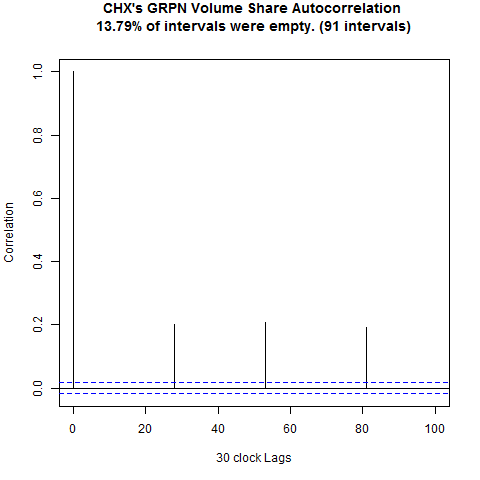 CHX's GRPN Volume Share Autocorrelation
13.79% of intervals were empty. (91 intervals)
Correlation
1.0
0.8
0.6
0.4
0.2
0.0
0 20 40 60 80 100
30 clock Lags